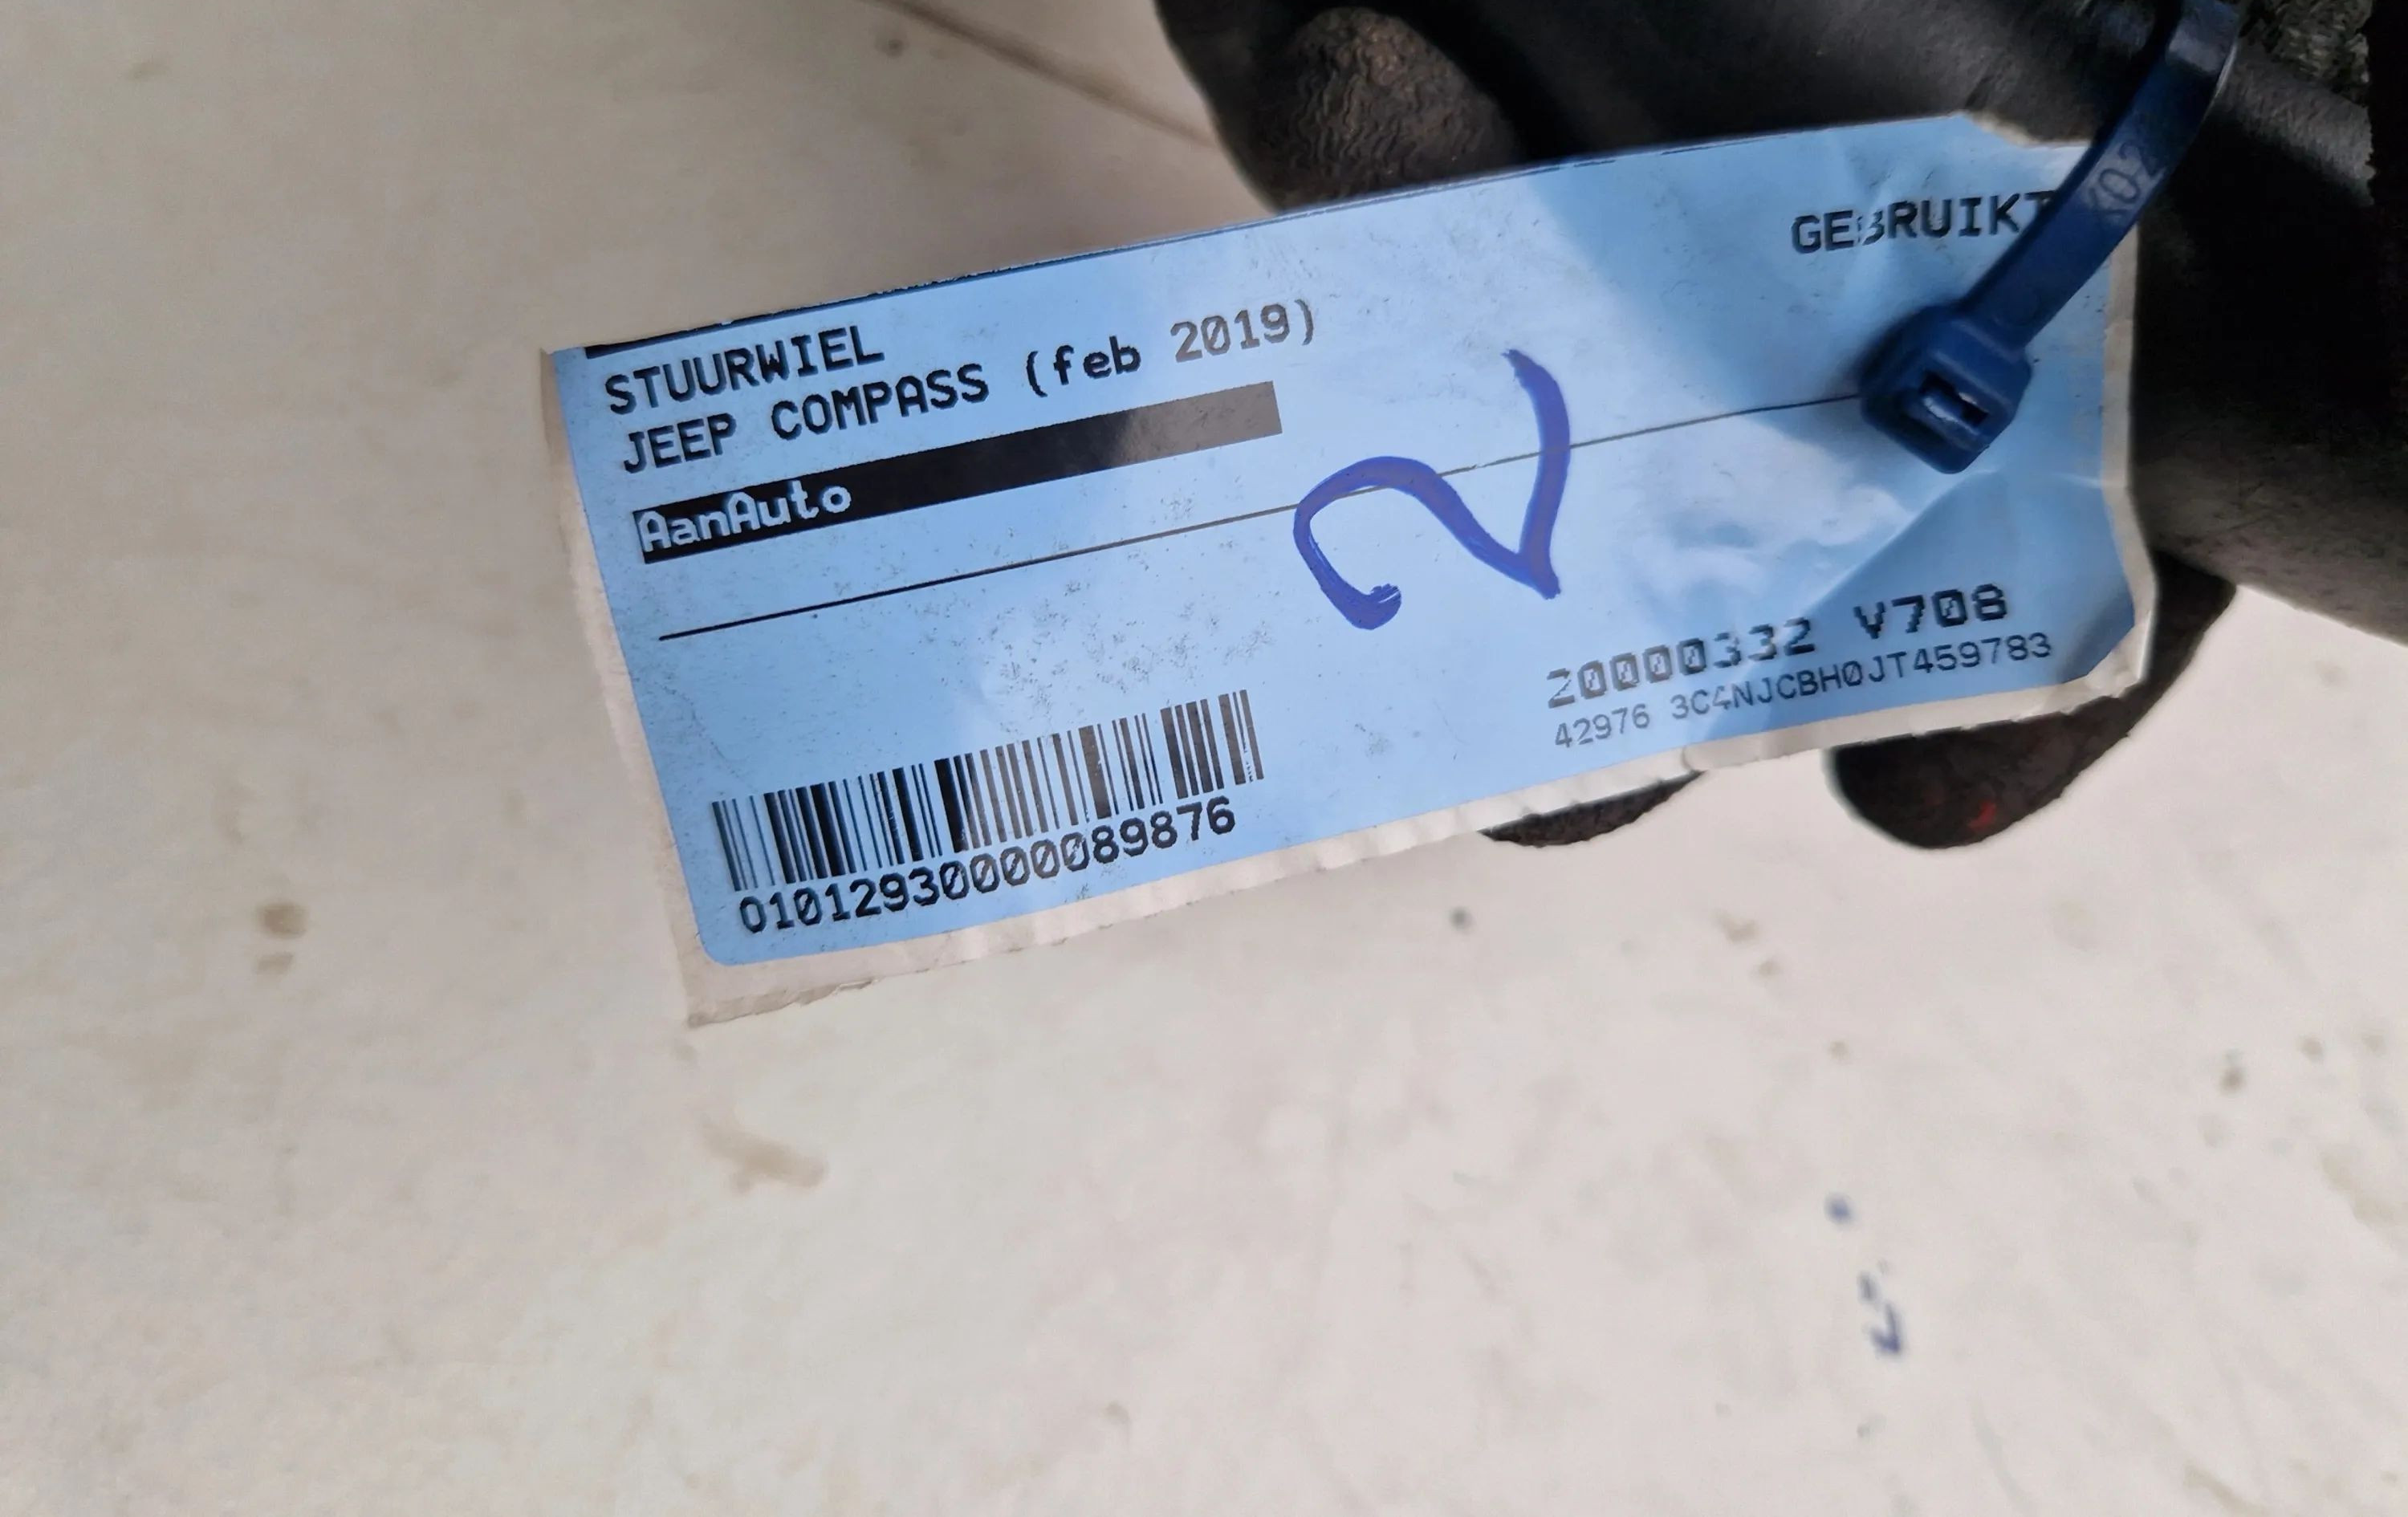 GEBRUIKT
STUURWIEL
JEEP COMPASS (feb 2019)
AanAuto
2
20000332 V708
42976 3C4NJCBH0JT459783
0101293000089876